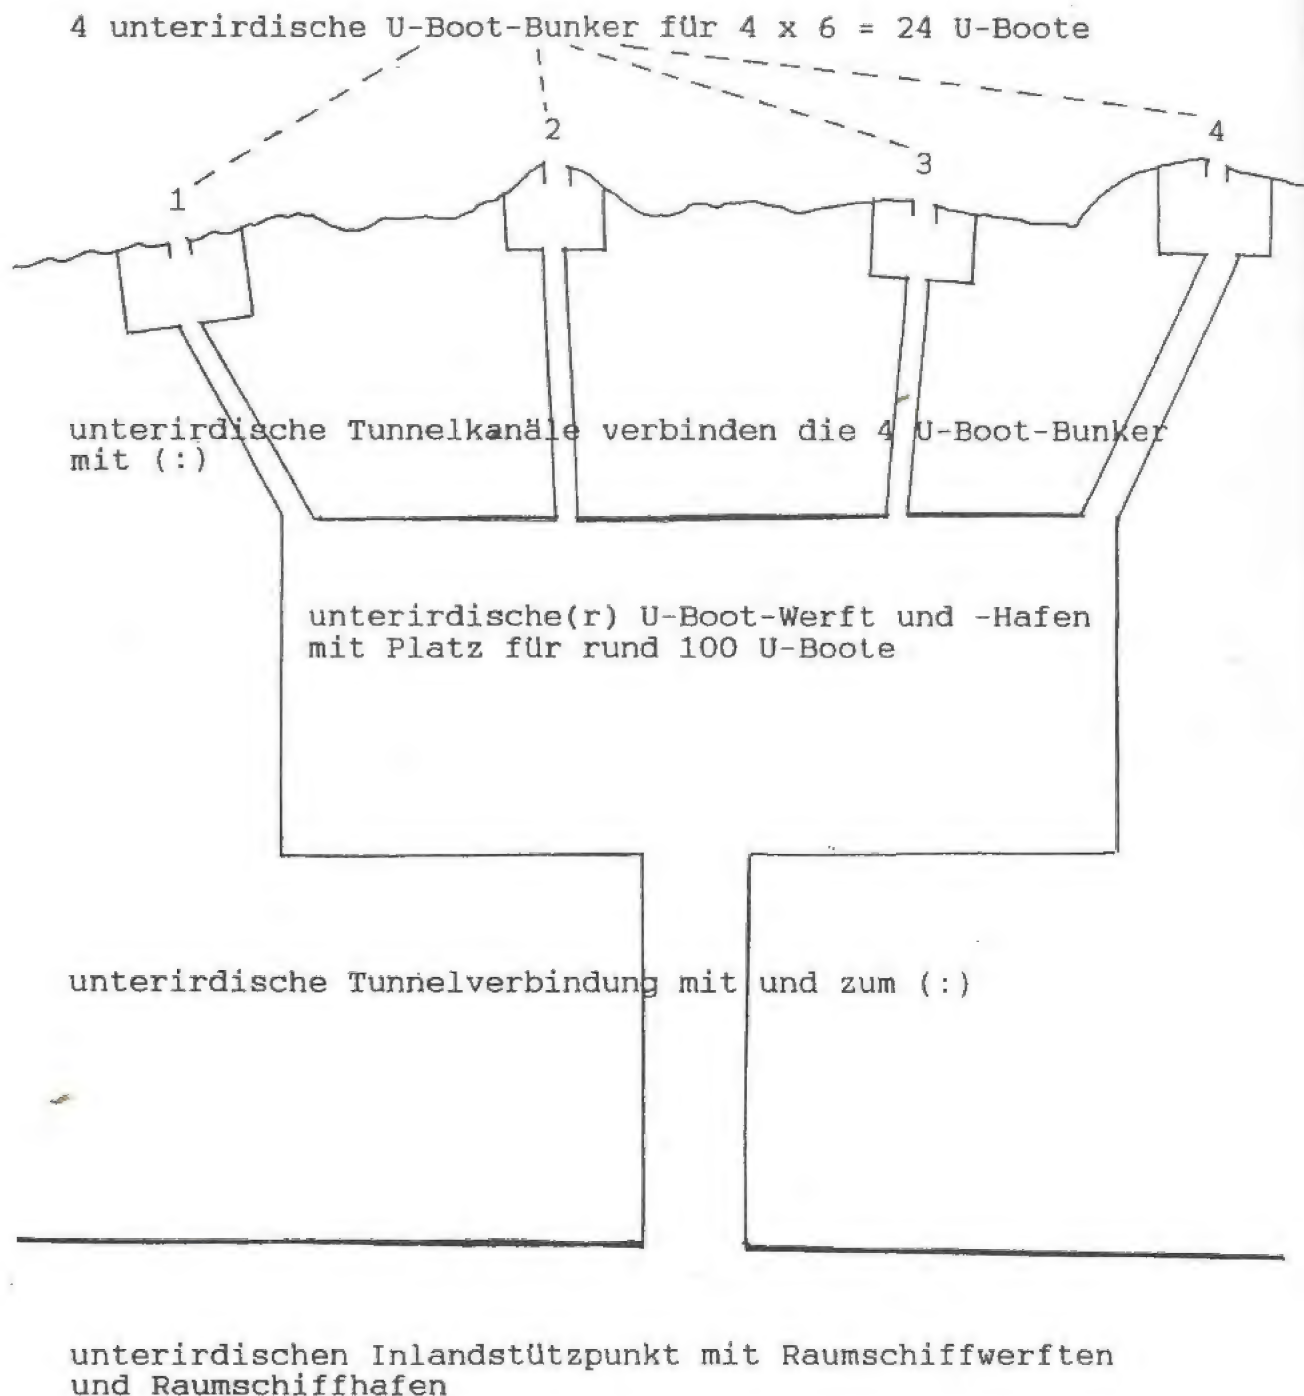 4 unterirdische U-Boot-Bunker für 4 x 6 = 24 U-Boote
2
4
3
1
unterirdische Tunnelkanäle verbinden die 4 U-Boot-Bunker
mit (:)
unterirdische(r) U-Boot-Werft und -Hafen
mit Platz für rund 100 U-Boote
unterirdische Tunnelverbindung mit und zum (:)
unterirdischen Inlandstützpunkt mit Raumschiffwerften
und Raumschiffhafen